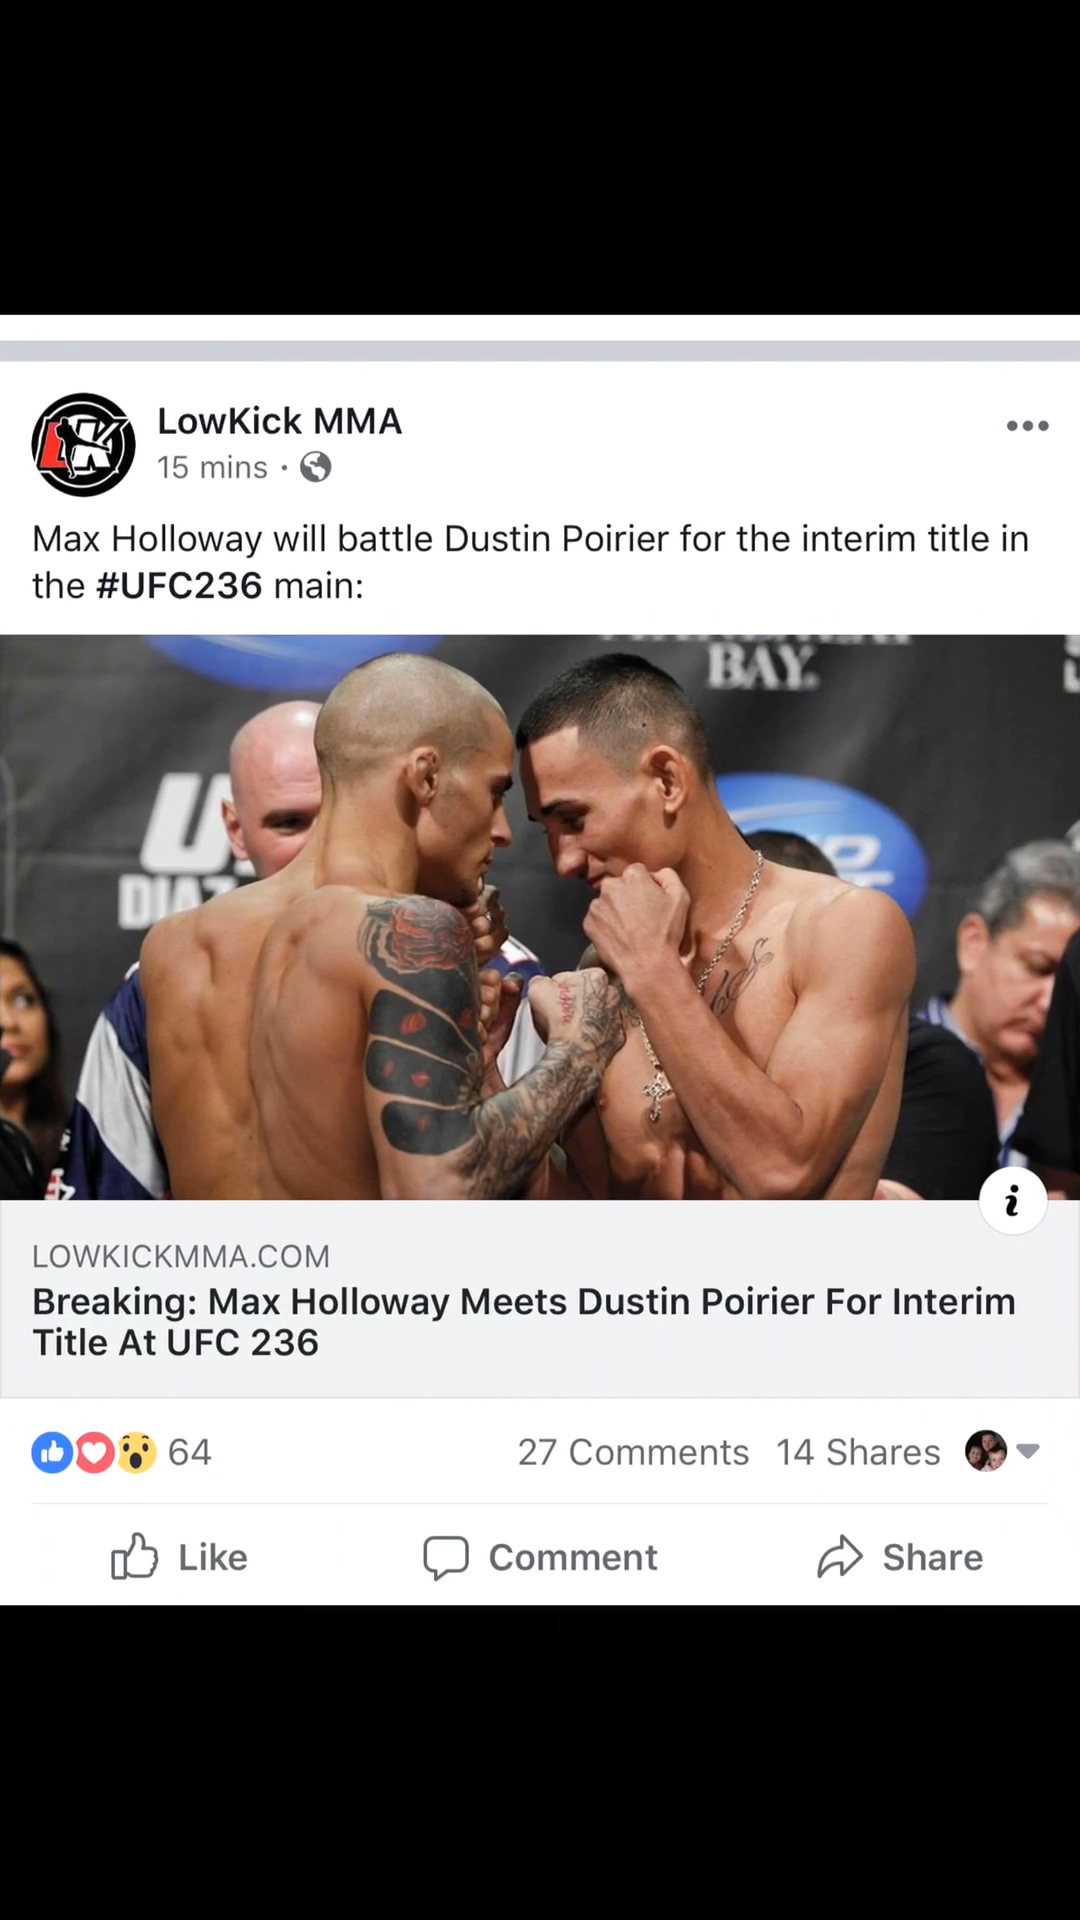 LowKick MMA
15 mins ·
Max Holloway will battle Dustin Poirier for the interim title in
the #UFC236 main:
BAY.
U
DIAZ
LOWKICKMMA.COM
Breaking: Max Holloway Meets Dustin Poirier For Interim
Title At UFC 236
64
27 Comments 14 Shares
Like Comment Share